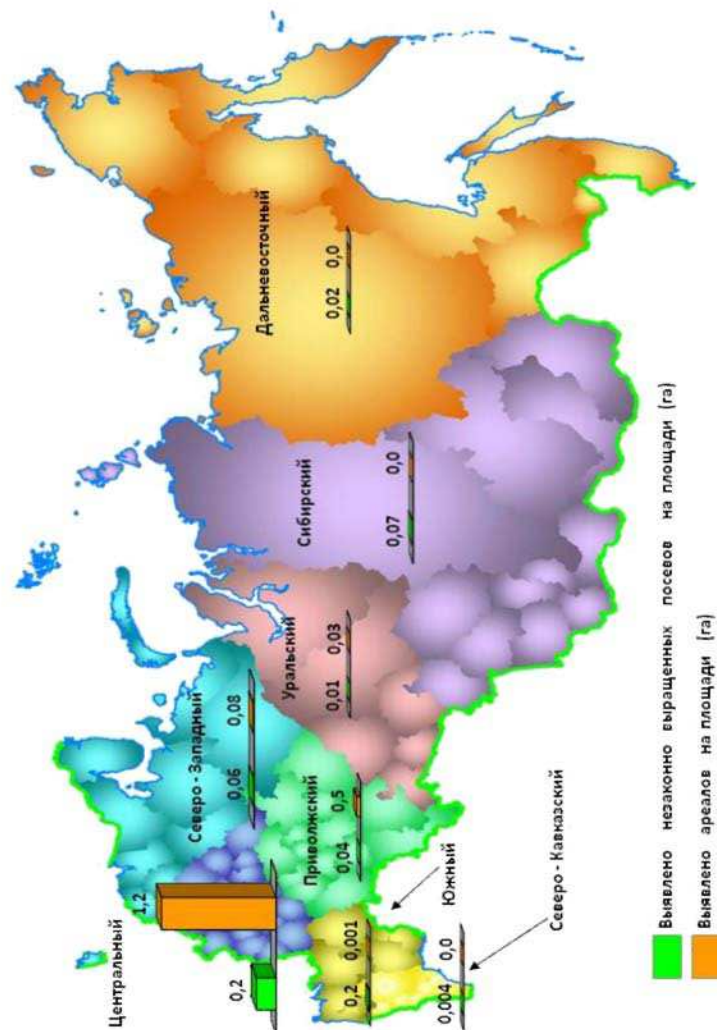 Центральный
0,2
1,2
Северо - Западный
0,06
0,08
Приволжский
0,04
0,5
Уральский
0,01
0,03
Сибирский
0,07
0,0
Дальневосточный
0,02
0,0
0,2
0,001
Южный
0,004
0,0
Северо - Кавказский
Выявлено незаконно выращенных посевов на площади (га)
Выявлено ареалов на площади (га)